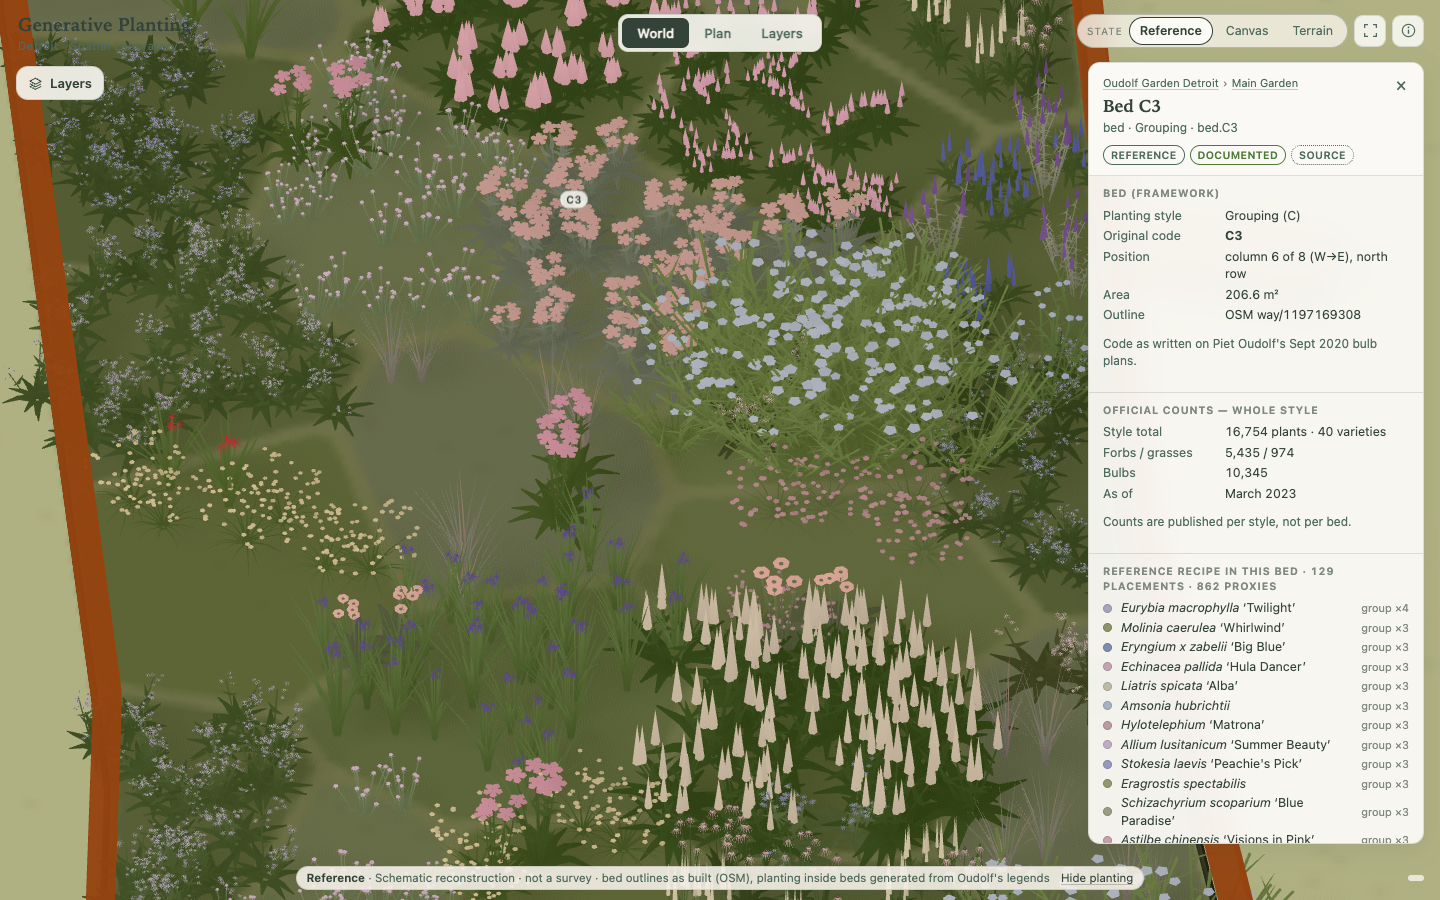 Generative Planting
World
Plan
Layers
STATE
Reference
Canvas
Terrain
Layers
C3
Oudolf Garden Detroit › Main Garden
Bed C3
bed · Grouping · bed.C3
REFERENCE
DOCUMENTED
SOURCE
BED (FRAMEWORK)
Planting style Grouping (C)
Original code C3
Position column 6 of 8 (W→E), north
row
Area 206.6 m²
Outline OSM way/1197169308
Code as written on Piet Oudolf's Sept 2020 bulb
plans.
OFFICIAL COUNTS — WHOLE STYLE
Style total 16,754 plants · 40 varieties
Forbs / grasses 5,435 / 974
Bulbs 10,345
As of March 2023
Counts are published per style, not per bed.
REFERENCE RECIPE IN THIS BED · 129
PLACEMENTS · 862 PROXIES
Eurybia macrophylla ‘Twilight’ group ×4
Molinia caerulea ‘Whirlwind’ group ×3
Eryngium x zabelii ‘Big Blue’ group ×3
Echinacea pallida ‘Hula Dancer’ group ×3
Liatris spicata ‘Alba’ group ×3
Amsonia hubrichtii group ×3
Hylotelephium ‘Matrona’ group ×3
Allium lusitanicum ‘Summer Beauty’ group ×3
Stokesia laevis ‘Peachie's Pick’ group ×3
Eragrostis spectabilis group ×3
Schizachyrium scoparium ‘Blue
Paradise’ group ×3
Astilbe chinensis ‘Visions in Pink’ group ×3
Reference · Schematic reconstruction · not a survey · bed outlines as built (OSM), planting inside beds generated from Oudolf's legends Hide planting